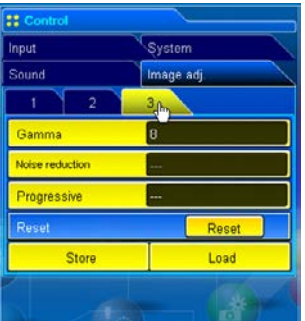 Control
Input System
Sound Image adj.
1 2 3
Gamma 8
Noise reduction ---
Progressive ---
Reset Reset
Store Load